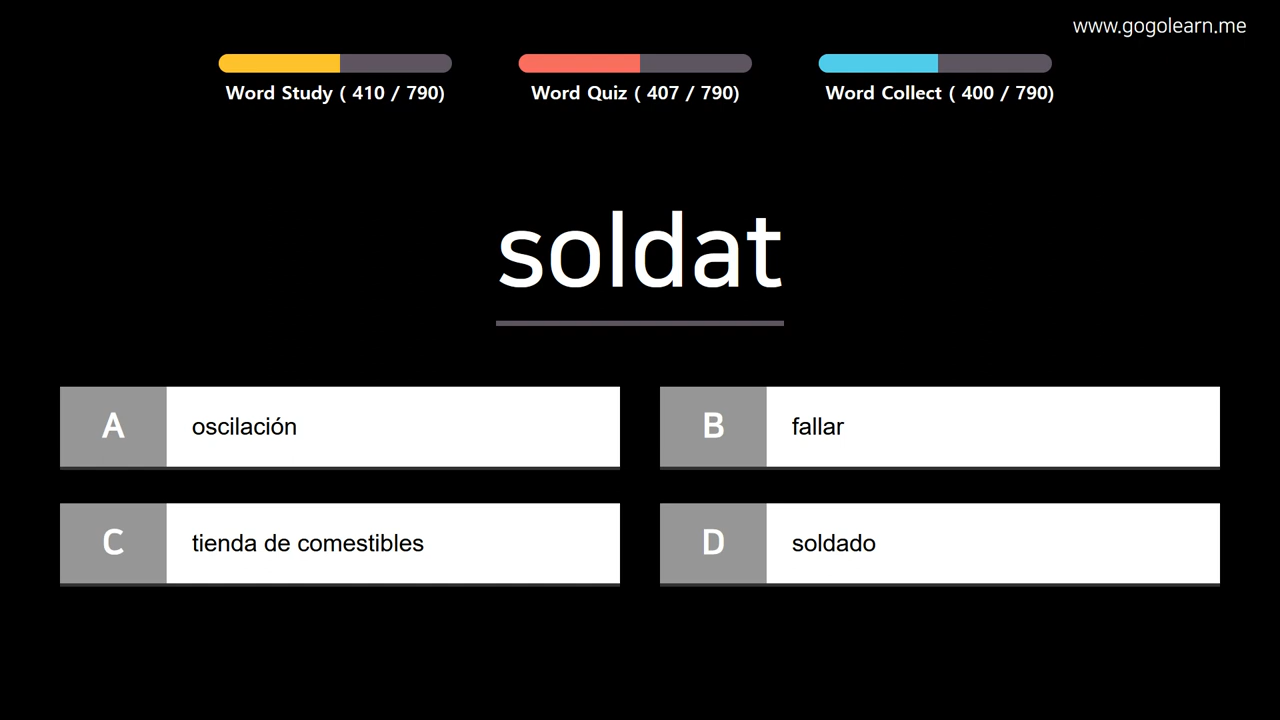 www.gogolearn.me
Word Study ( 410 / 790)
Word Quiz ( 407 / 790)
Word Collect ( 400 / 790)
soldat
A
oscilación
B
fallar
C
tienda de comestibles
D
soldado